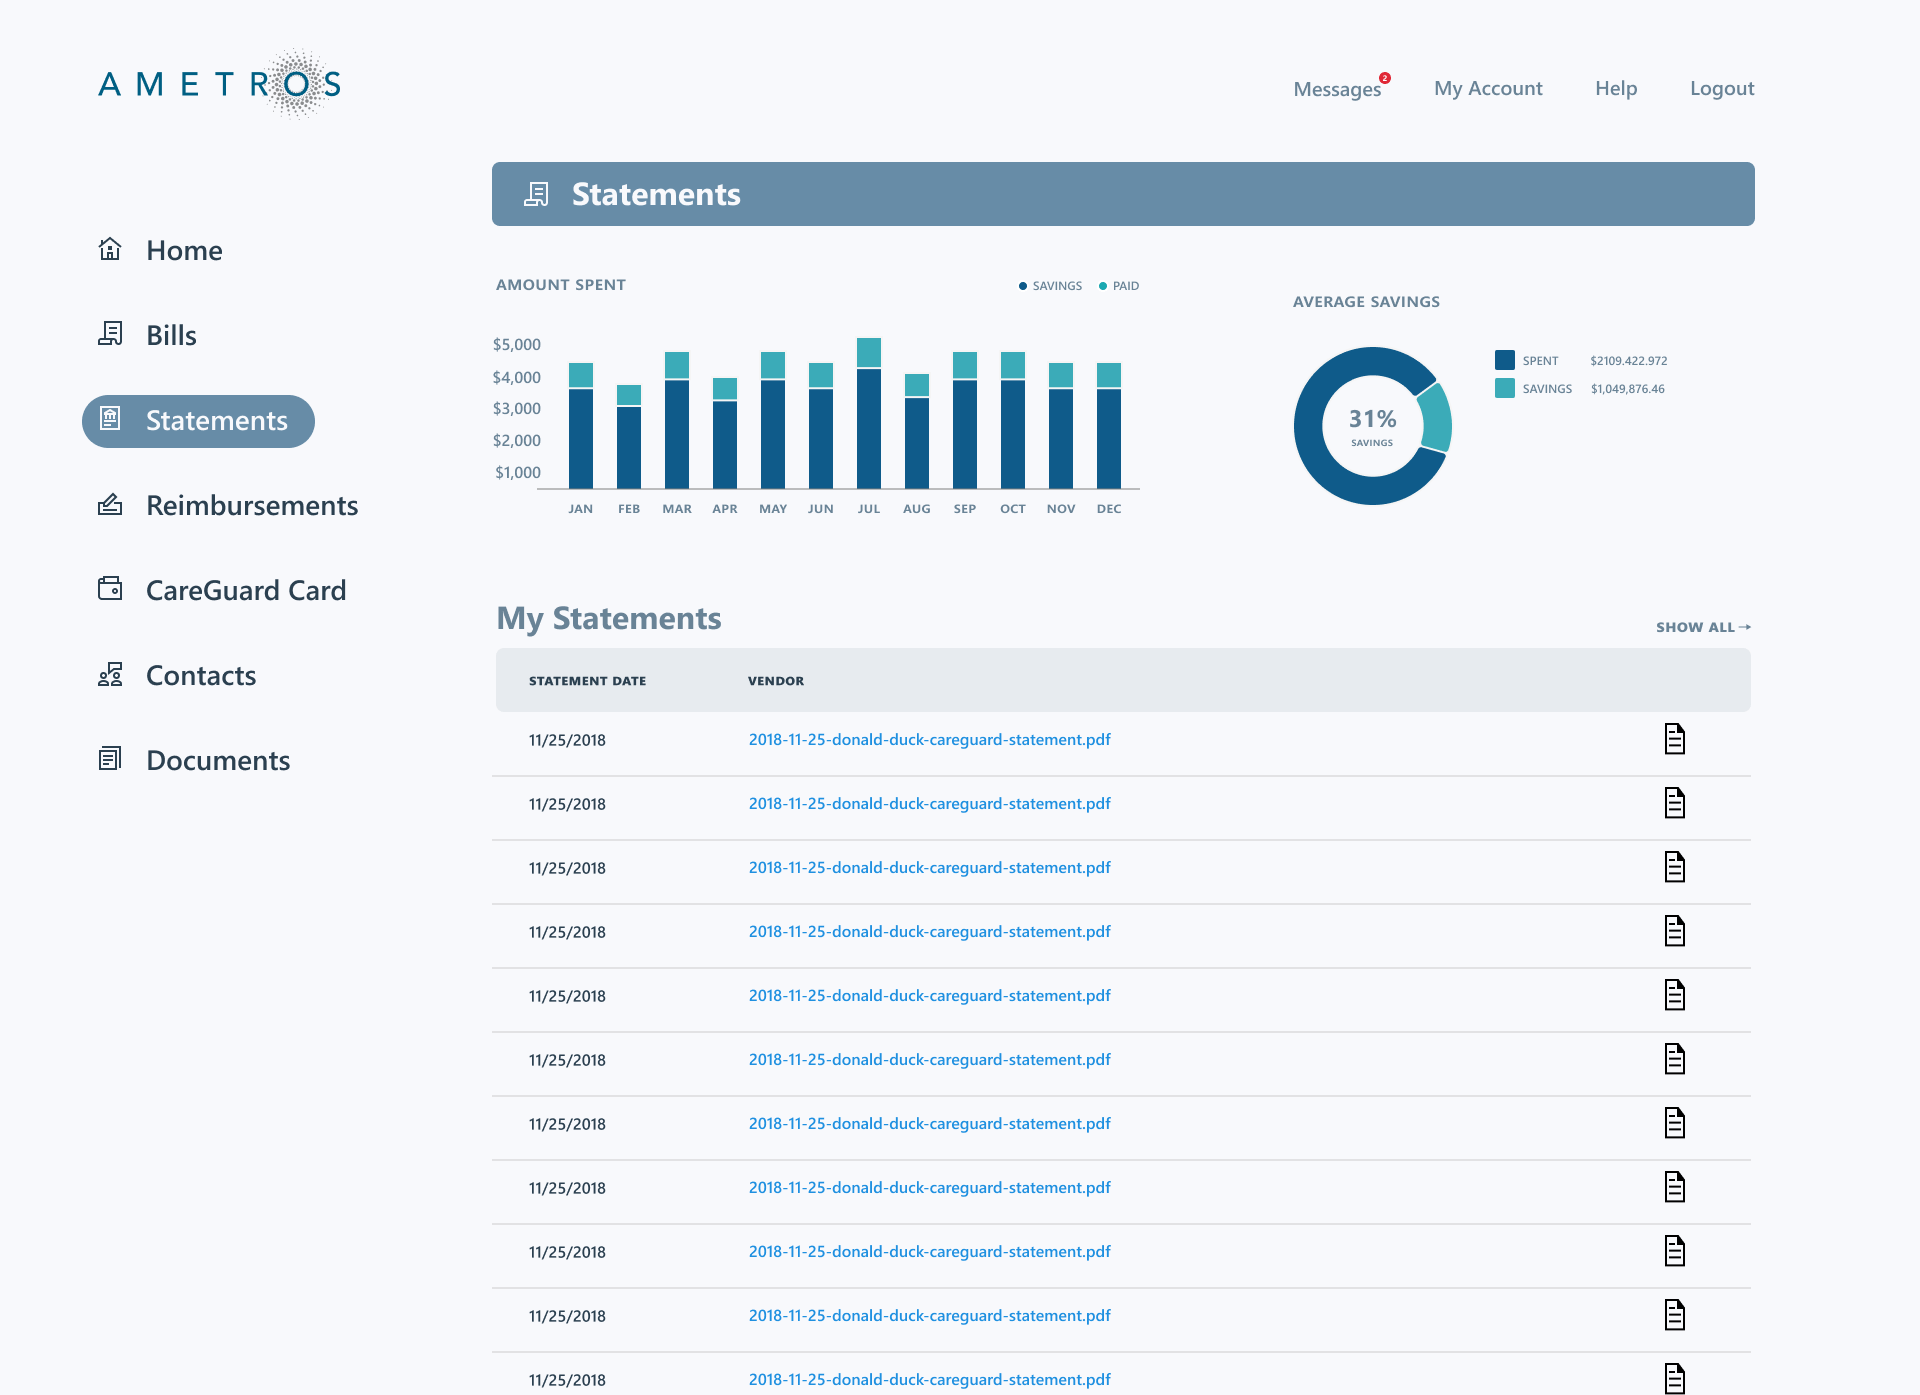 AMETROS
Messages 2 My Account Help Logout
Statements
Home
Bills
Statements
Reimbursements
CareGuard Card
Contacts
Documents
AMOUNT SPENT
SAVINGS PAID
$5,000
$4,000
$3,000
$2,000
$1,000
JAN FEB MAR APR MAY JUN JUL AUG SEP OCT NOV DEC
AVERAGE SAVINGS
31%
SAVINGS
SPENT $2109.422.972
SAVINGS $1,049,876.46
My Statements
SHOW ALL→
STATEMENT DATE VENDOR
11/25/2018 2018-11-25-donald-duck-careguard-statement.pdf
11/25/2018 2018-11-25-donald-duck-careguard-statement.pdf
11/25/2018 2018-11-25-donald-duck-careguard-statement.pdf
11/25/2018 2018-11-25-donald-duck-careguard-statement.pdf
11/25/2018 2018-11-25-donald-duck-careguard-statement.pdf
11/25/2018 2018-11-25-donald-duck-careguard-statement.pdf
11/25/2018 2018-11-25-donald-duck-careguard-statement.pdf
11/25/2018 2018-11-25-donald-duck-careguard-statement.pdf
11/25/2018 2018-11-25-donald-duck-careguard-statement.pdf
11/25/2018 2018-11-25-donald-duck-careguard-statement.pdf
11/25/2018 2018-11-25-donald-duck-careguard-statement.pdf